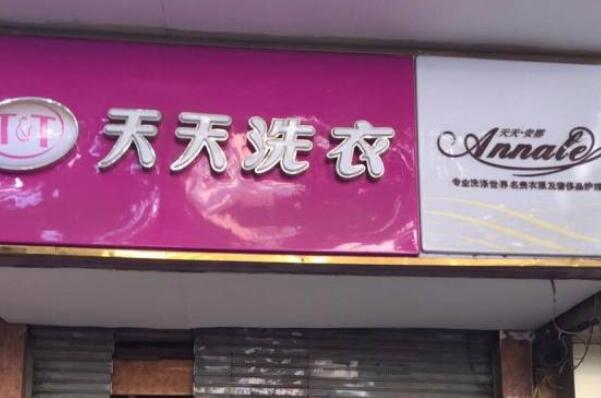 T&T
天天洗衣
天天·安娜
Annate
专业洗涤世界名贵衣服及奢侈品护理